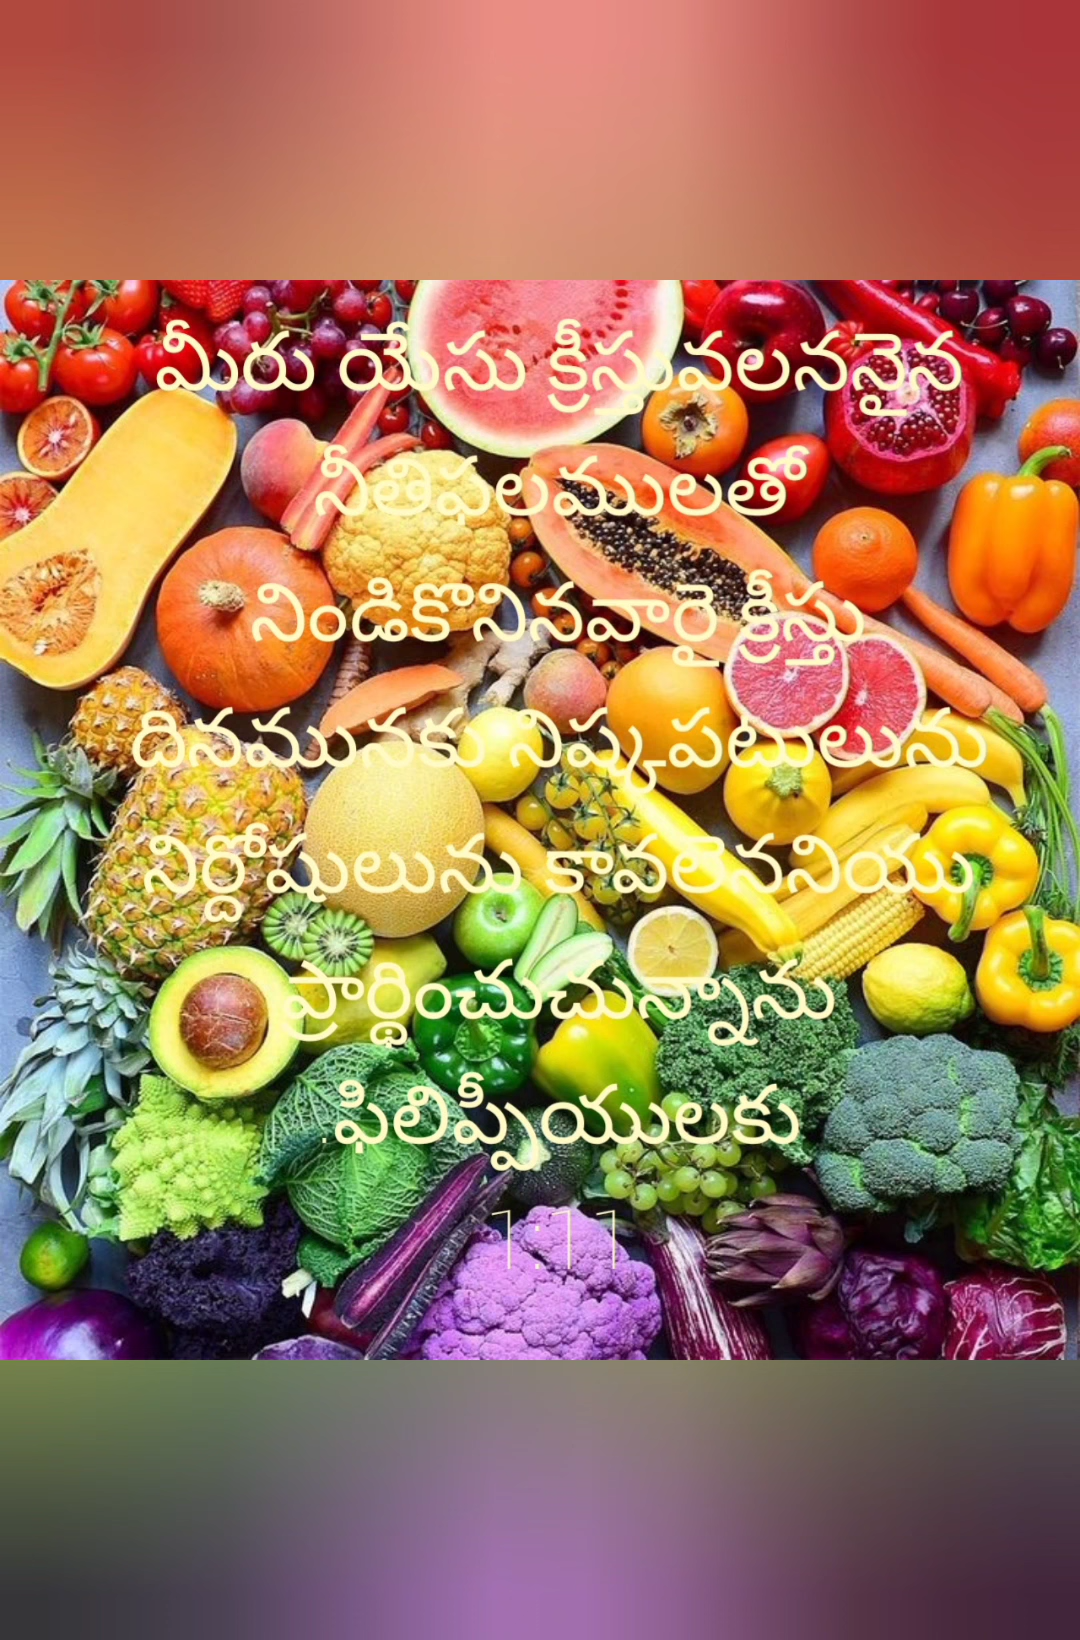 మీరు యేసు క్రీస్తువలననైన
నీతిఫలములతో
నిండికొనినవారై క్రీస్తు
దినమునకు నిష్కపటులును
నిర్దోషులును కావలెననియు
ప్రార్థించుచున్నాను
.ఫిలిప్పీయులకు
1:11